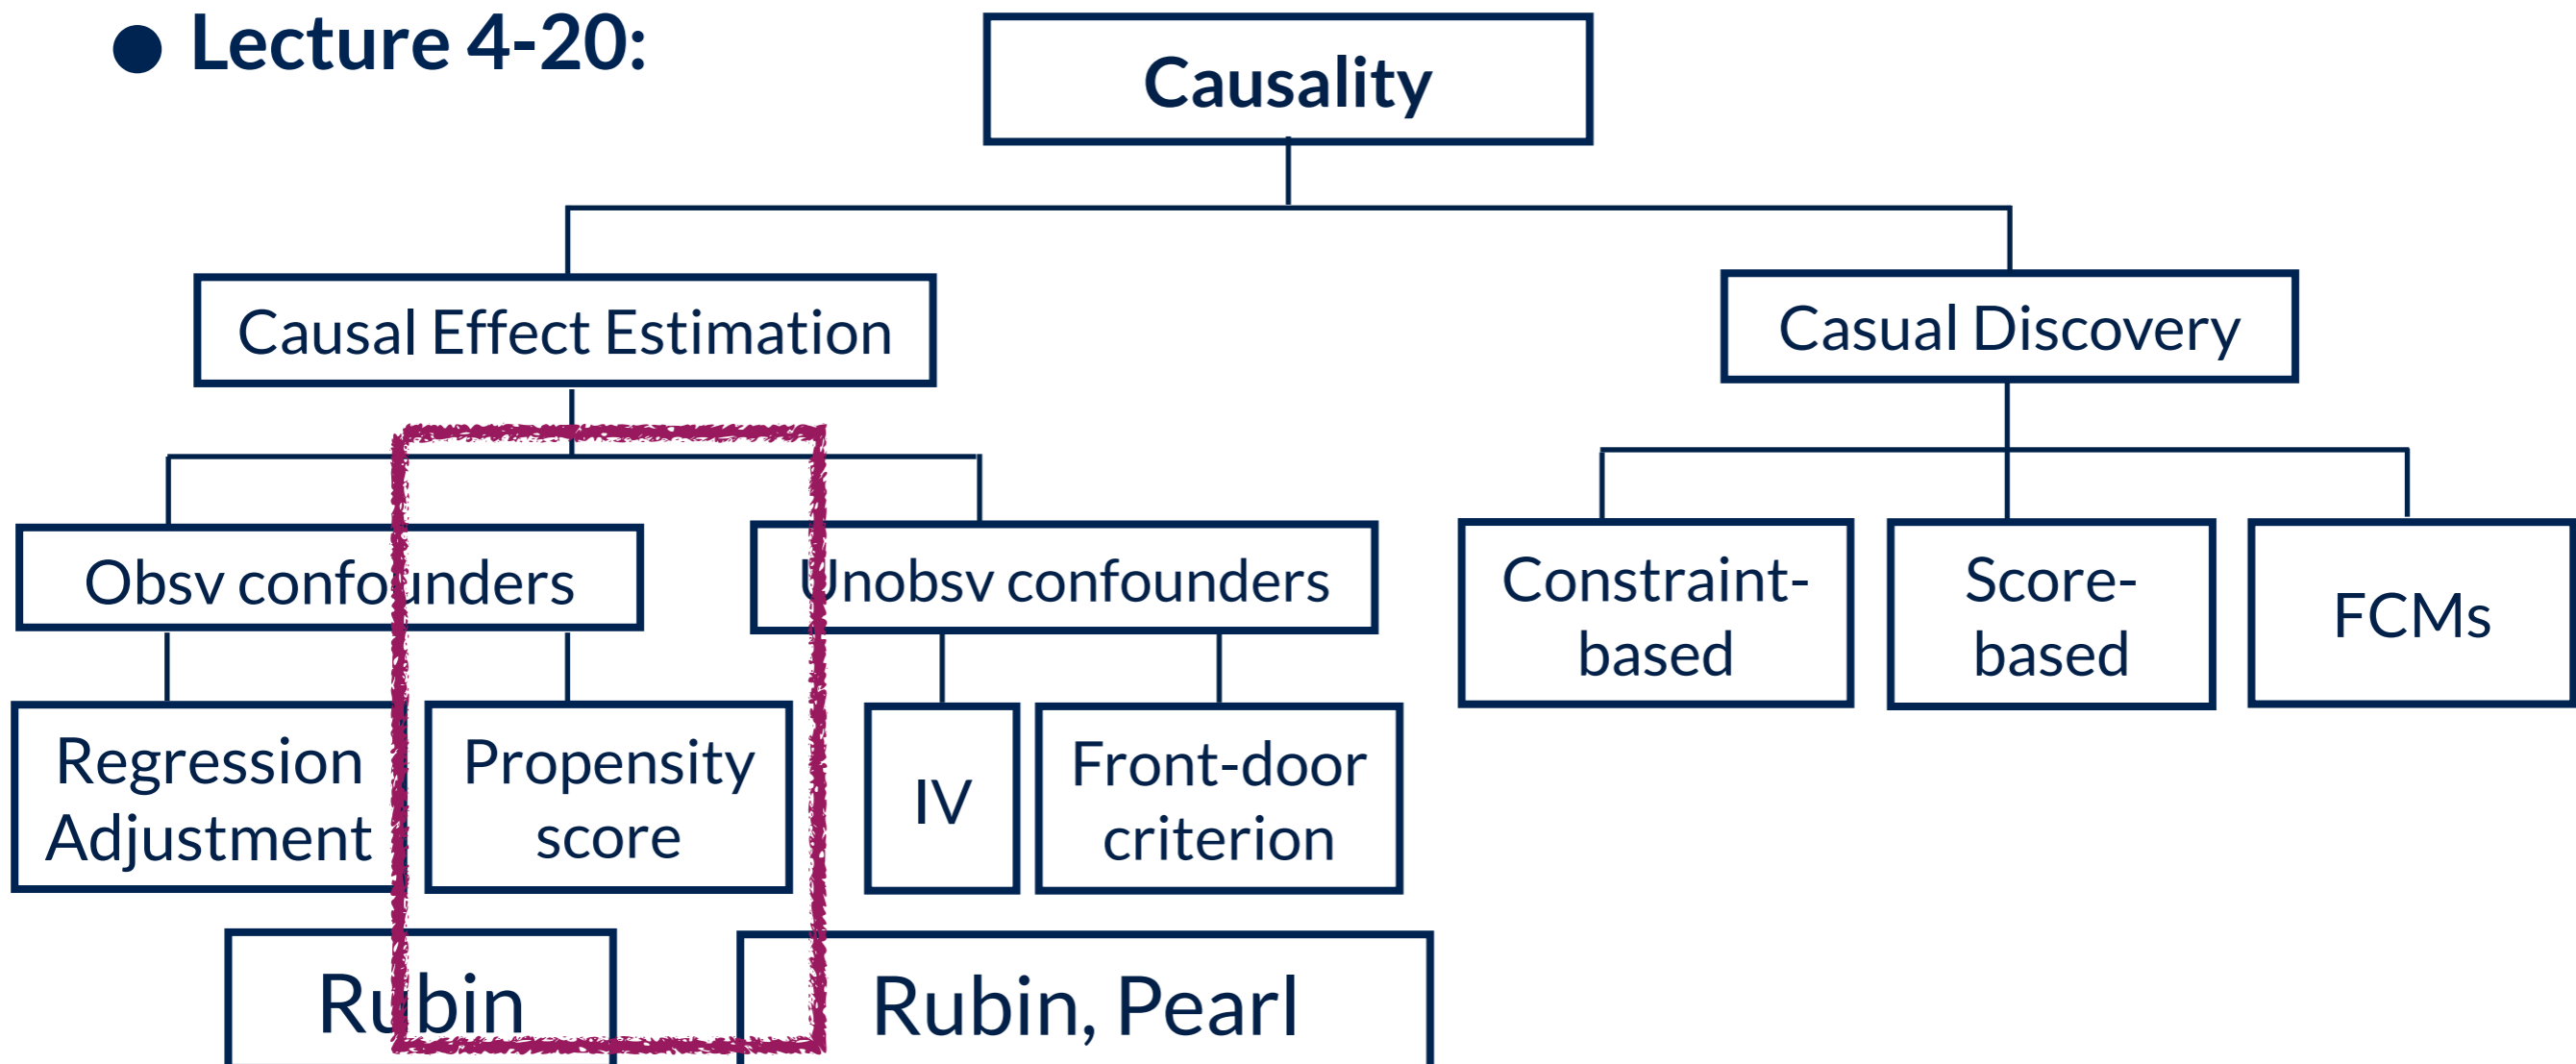 Lecture 4-20:
Causality
Causal Effect Estimation
Casual Discovery
Obsv confounders
Unobsv confounders
Constraint-
based
Score-
based
FCMs
Regression
Adjustment
Propensity
score
IV
Front-door
criterion
Rubin
Rubin, Pearl